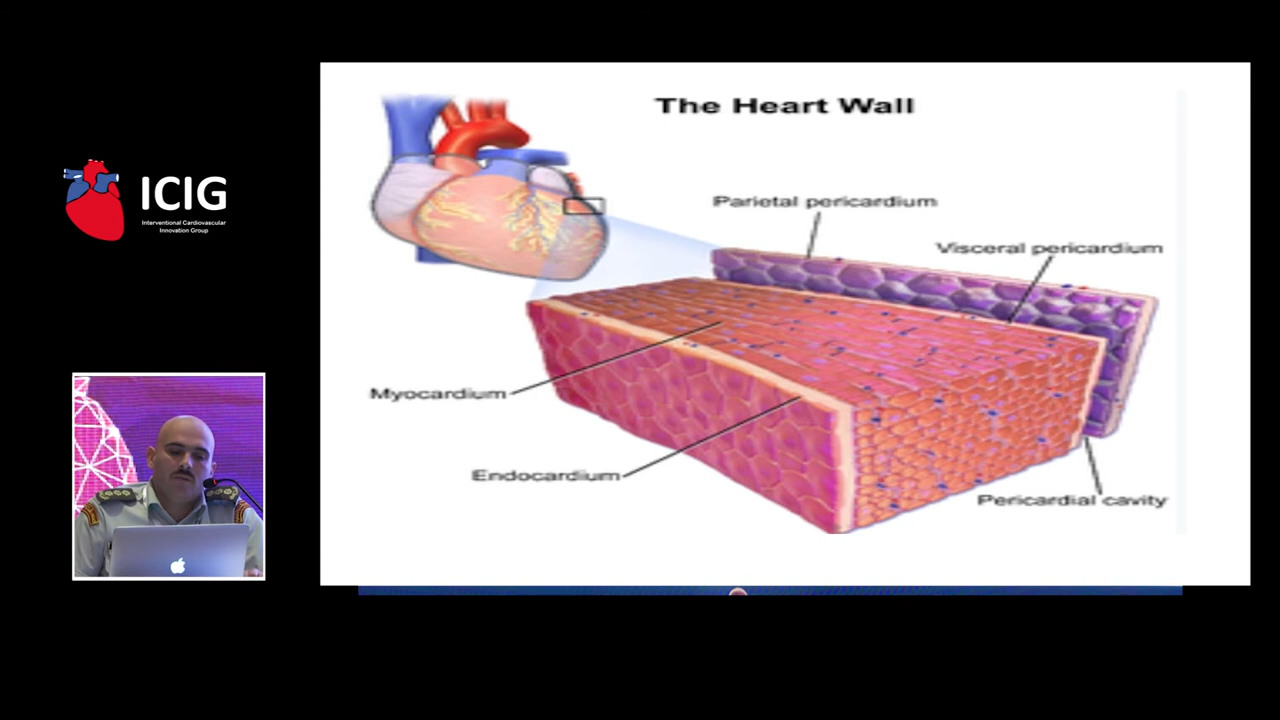 ICIG
Interventional Cardiovascular
Innovation Group
The Heart Wall
Parietal pericardium
Visceral pericardium
Myocardium
Endocardium
Pericardial cavity